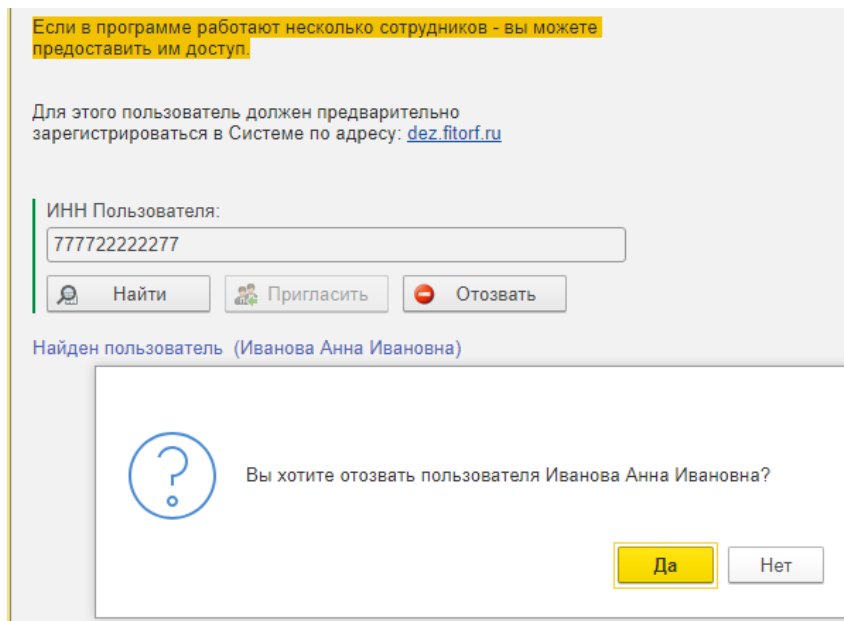 Если в программе работают несколько сотрудников - вы можете
предоставить им доступ.
Для этого пользователь должен предварительно
зарегистрироваться в Системе по адресу: dez.fitorf.ru
ИНН Пользователя:
777722222277
Найти Пригласить Отозвать
Найден пользователь (Иванова Анна Ивановна)
Вы хотите отозвать пользователя Иванова Анна Ивановна?
Да Нет